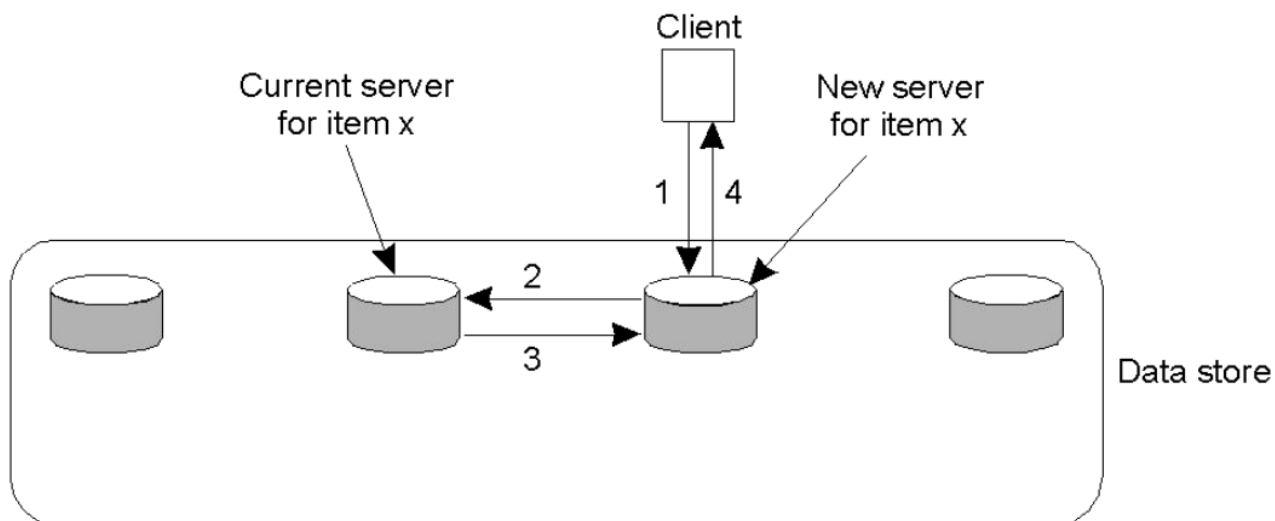 Client
Current server
for item x
New server
for item x
1
4
2
3
Data store